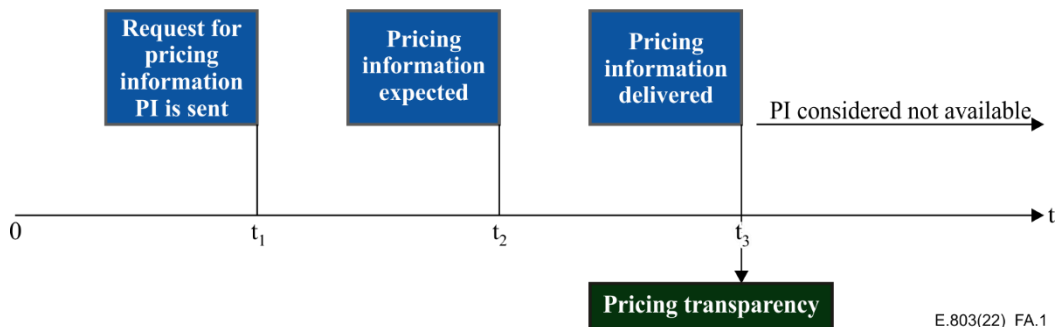 Request for
pricing
information
PI is sent
Pricing
information
expected
Pricing
information
delivered
PI considered not available
0
t₁
t₂
t₃
t
Pricing transparency
E.803(22)_FA.1